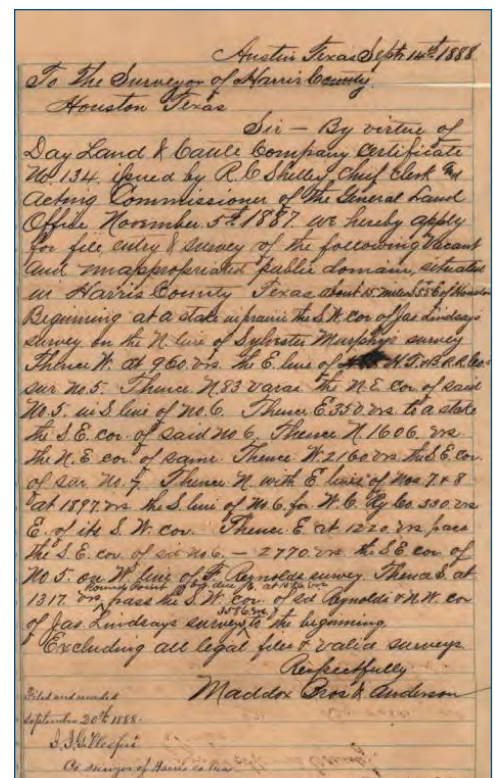 Austin Texas Sept 14th 1888
To the Surveyor of Harris County
Houston Texas
Sir — By virtue of
Day Land & Cattle Company Certificate
No. 134 issued by R. C. Shelley Chief Clerk and
Acting Commissioner of the General Land
Office November 5th 1887 we hereby apply
for file entry & survey of the following Vacant
and unappropriated public domain, situated
in Harris County Texas about 15 miles S 55 E of Houston
Beginning at a stake in prairie the S.W. cor of Jas Lindsays
survey on the N. line of Sylvester Murphys survey
Thence W. at 960 vrs. the E. line of H. T. & B. R.R. Co's
sur no. 5. Thence N. 83 varas the N.E. cor of said
No. 5. in S. line of no. 6. Thence E. 350 vrs to a stake
the S.E. cor. of said no 6, Thence N. 1606 vrs
the N.E. cor of same. Thence W. 2160 vrs the S.E. cor.
of sur no. 7. Thence N. with E. lines of Nos 7 & 8
at 1897 vrs the S. line of No 6. for W. C. Ry Co. 330 vrs
E. of its S. W. cor. Thence E at 1220 vrs pass
the S.E. cor. of sur no. 6. — 2770 vrs the S.E cor. of
No 5. on W. line of F. Reynolds survey. Thence S. at
1317 vrs pass the S.W. cor. of sd Reynolds & N.W. cor
of Jas Lindsays survey 3586 vrs to the beginning
Excluding all legal files & valid surveys
Respectfully
Maddox Bros & Anderson
Filed and recorded
September 20th 1888.
J. J. Gillespie
Co surveyor of Harris co Tex